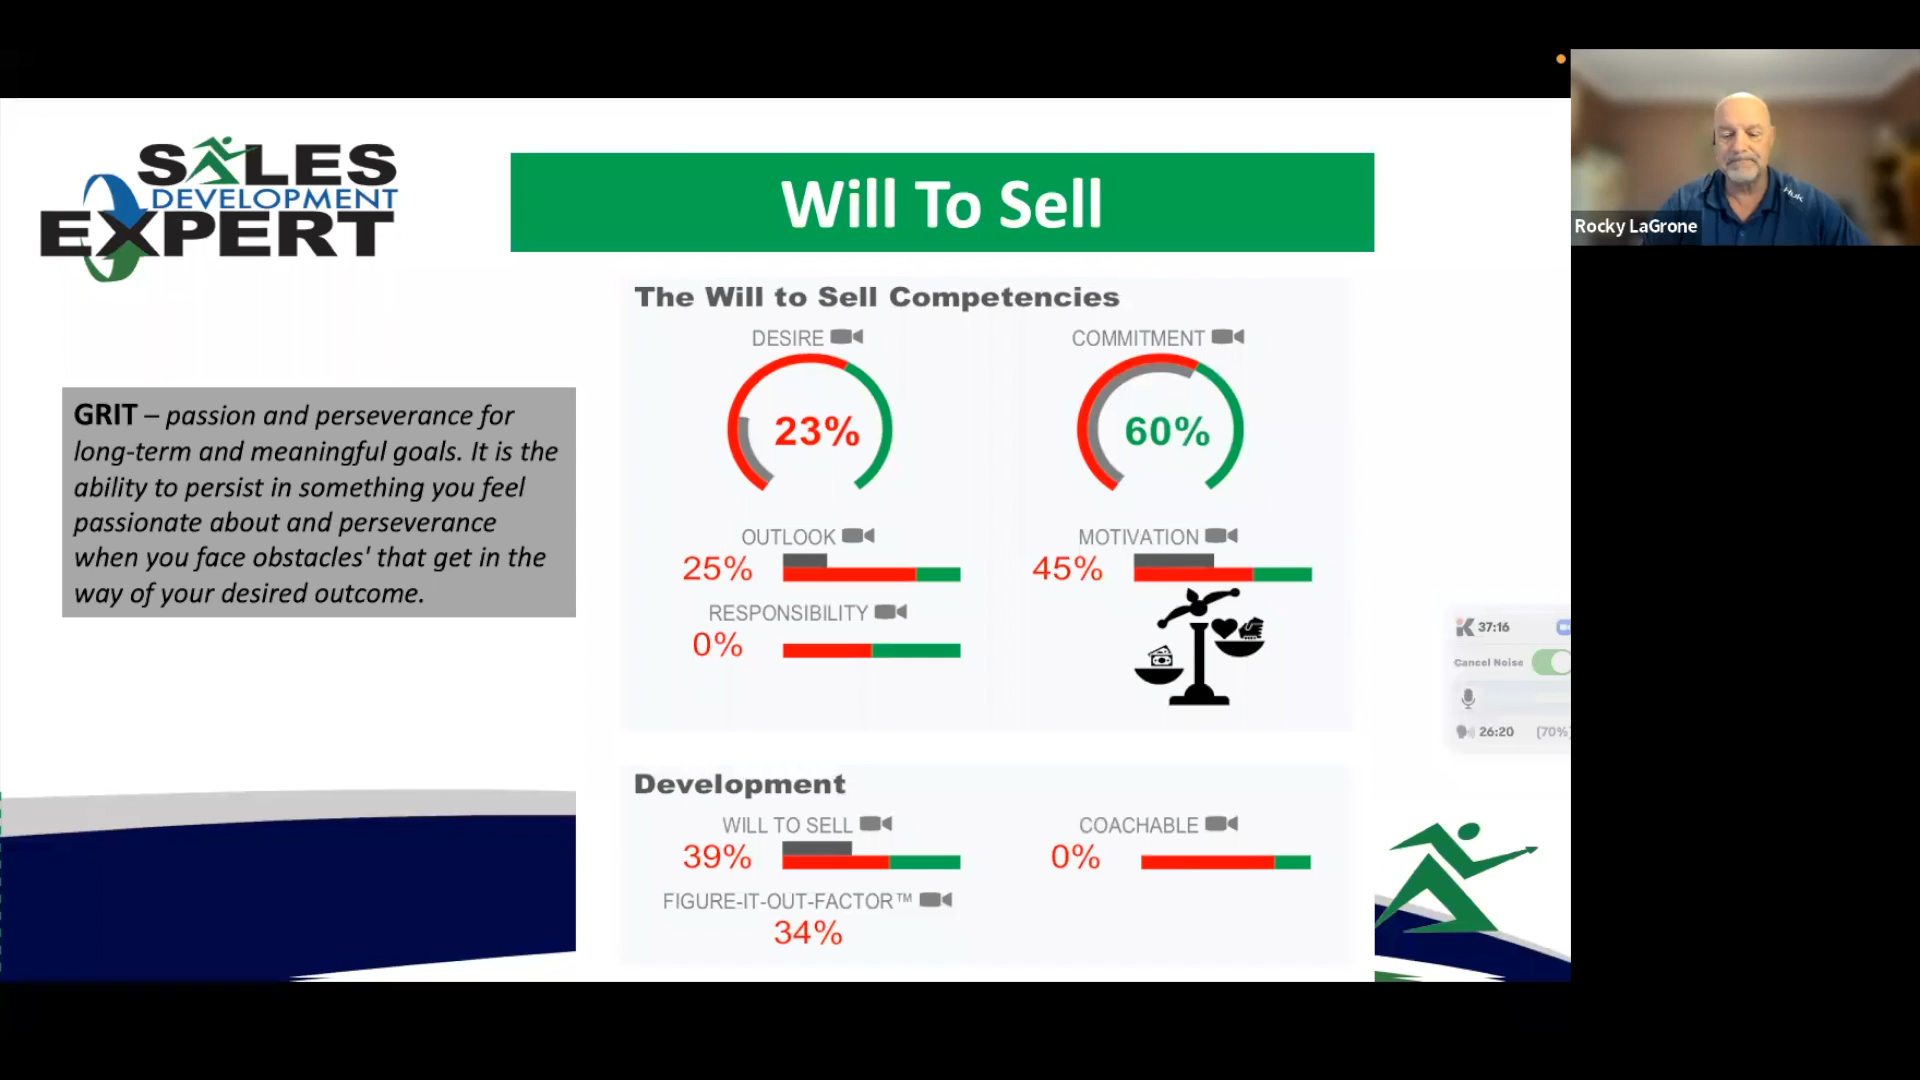 SALES
DEVELOPMENT
EXPERT
Will To Sell
Rocky LaGrone
Huk
The Will to Sell Competencies
DESIRE
COMMITMENT
23%
60%
GRIT – passion and perseverance for
long-term and meaningful goals. It is the
ability to persist in something you feel
passionate about and perseverance
when you face obstacles' that get in the
way of your desired outcome.
OUTLOOK
MOTIVATION
25%
45%
RESPONSIBILITY
0%
37:16
Cancel Noise
26:20 (70%)
Development
WILL TO SELL
COACHABLE
39%
0%
FIGURE-IT-OUT-FACTOR™
34%